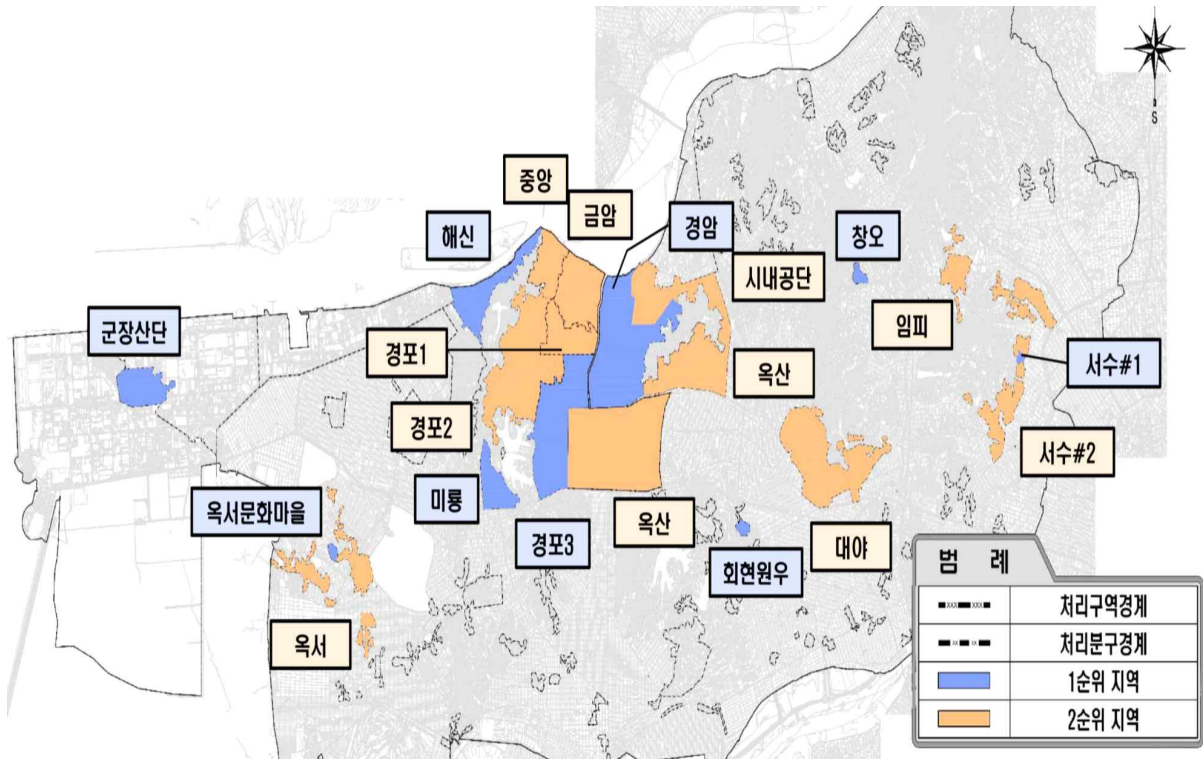 S
중앙
금암
해신
경암
창오
시내공단
군장산단
경포1
임피
서수#1
옥산
경포2
서수#2
미룡
옥서문화마을
옥산
경포3
대야
회현원우
옥서
범 례
처리구역경계
처리분구경계
1순위 지역
2순위 지역